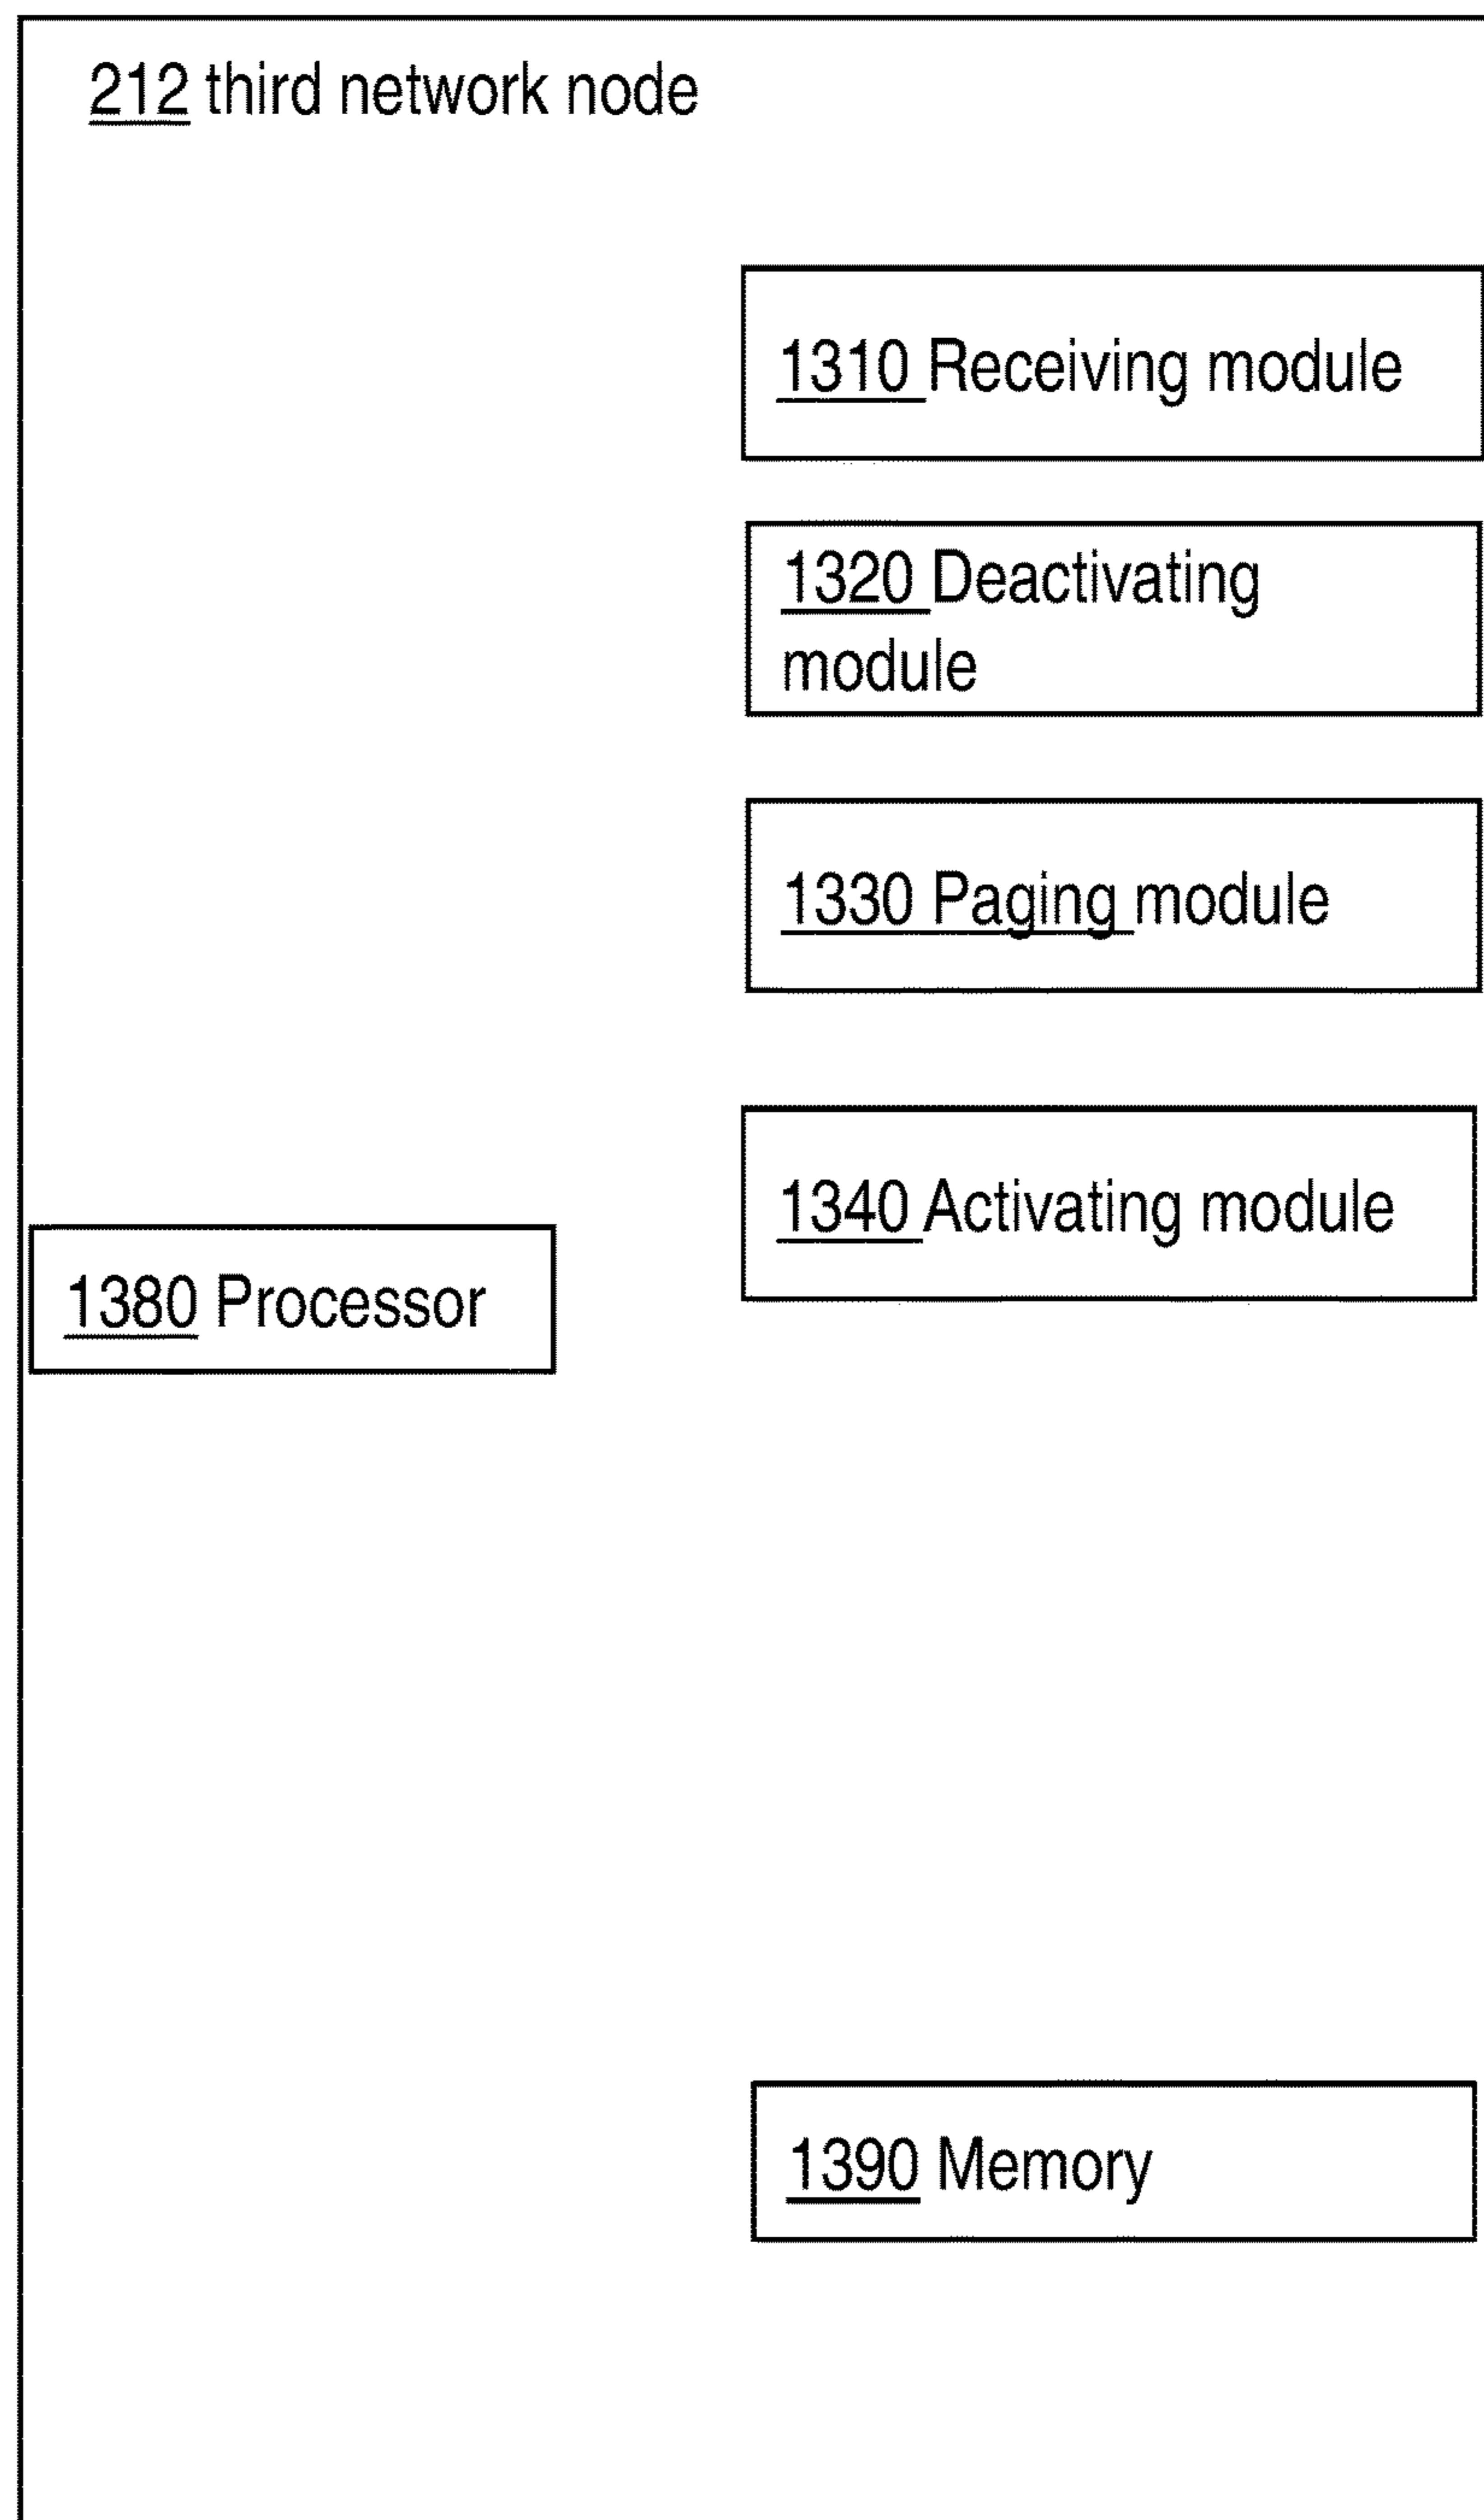 212 third network node
1310 Receiving module
1320 Deactivating
module
1330 Paging module
1340 Activating module
1380 Processor
1390 Memory